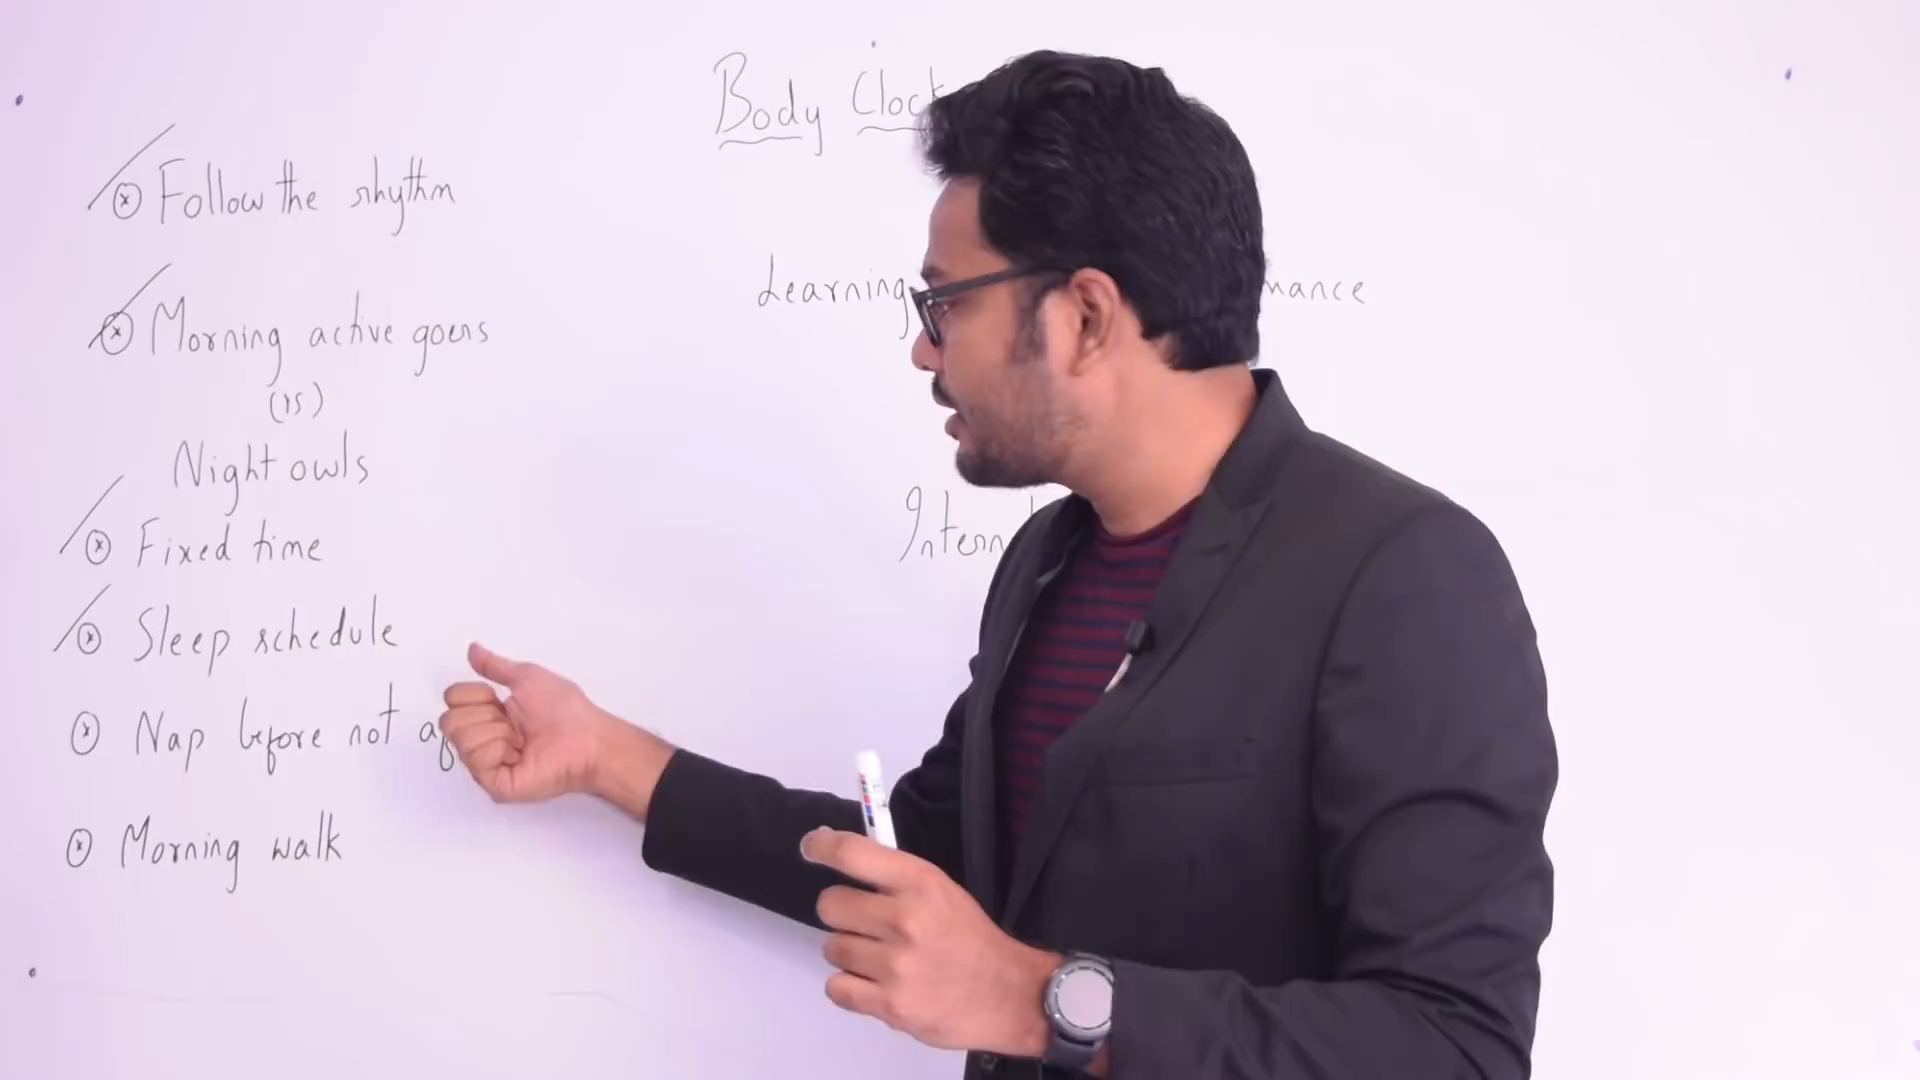 Body Clock
Follow the rhythm
Learning
Morning active goers
(vs)
Night owls
Fixed time
Sleep schedule
Nap before not
Morning walk